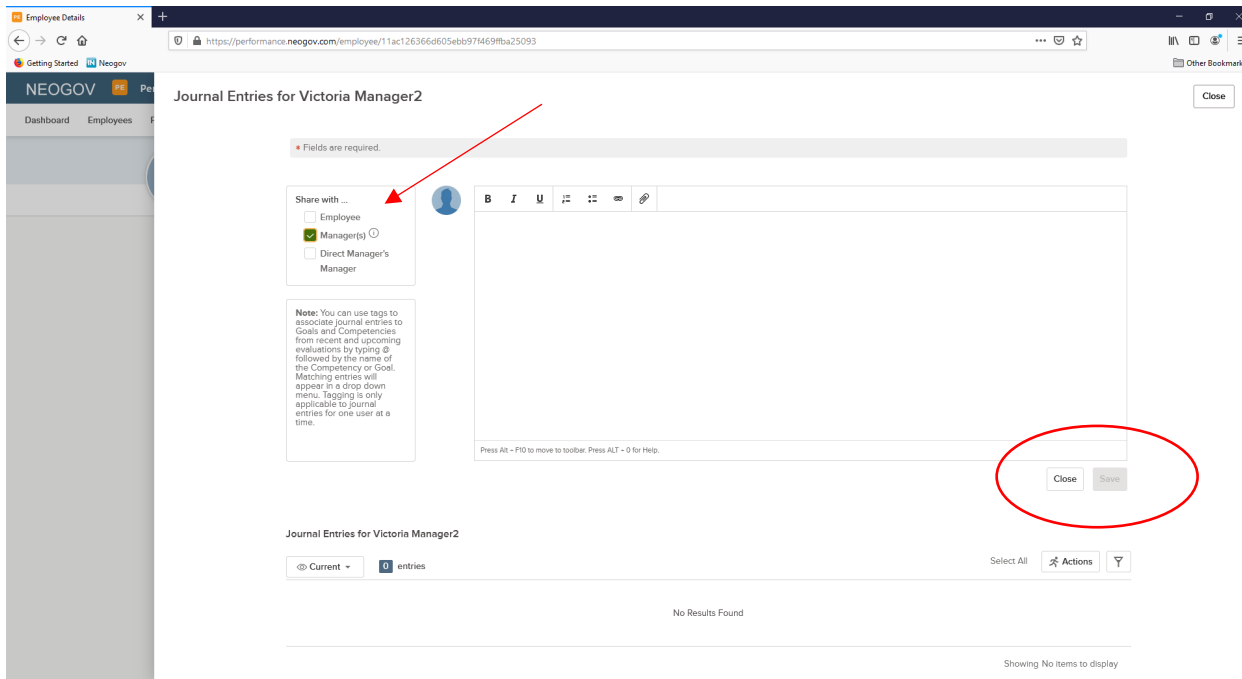 PE Employee Details
https://performance.neogov.com/employee/11ac126366d605ebb97f469ffba25093
Getting Started
Neogov
Other Bookmark
NEOGOV PE Pe
Dashboard Employees
Journal Entries for Victoria Manager2
Close
* Fields are required.
Share with ...
Employee
Manager(s)
Direct Manager's
Manager
B I U
Note: You can use tags to
associate journal entries to
Goals and Competencies
from recent and upcoming
evaluations by typing @
followed by the name of
the Competency or Goal.
Matching entries will
appear in a drop down
menu. Tagging is only
applicable to journal
entries for one user at a
time.
Press Alt - F10 to move to toolbar. Press ALT - 0 for Help.
Close Save
Journal Entries for Victoria Manager2
Current 0 entries
Select All Actions
No Results Found
Showing No items to display